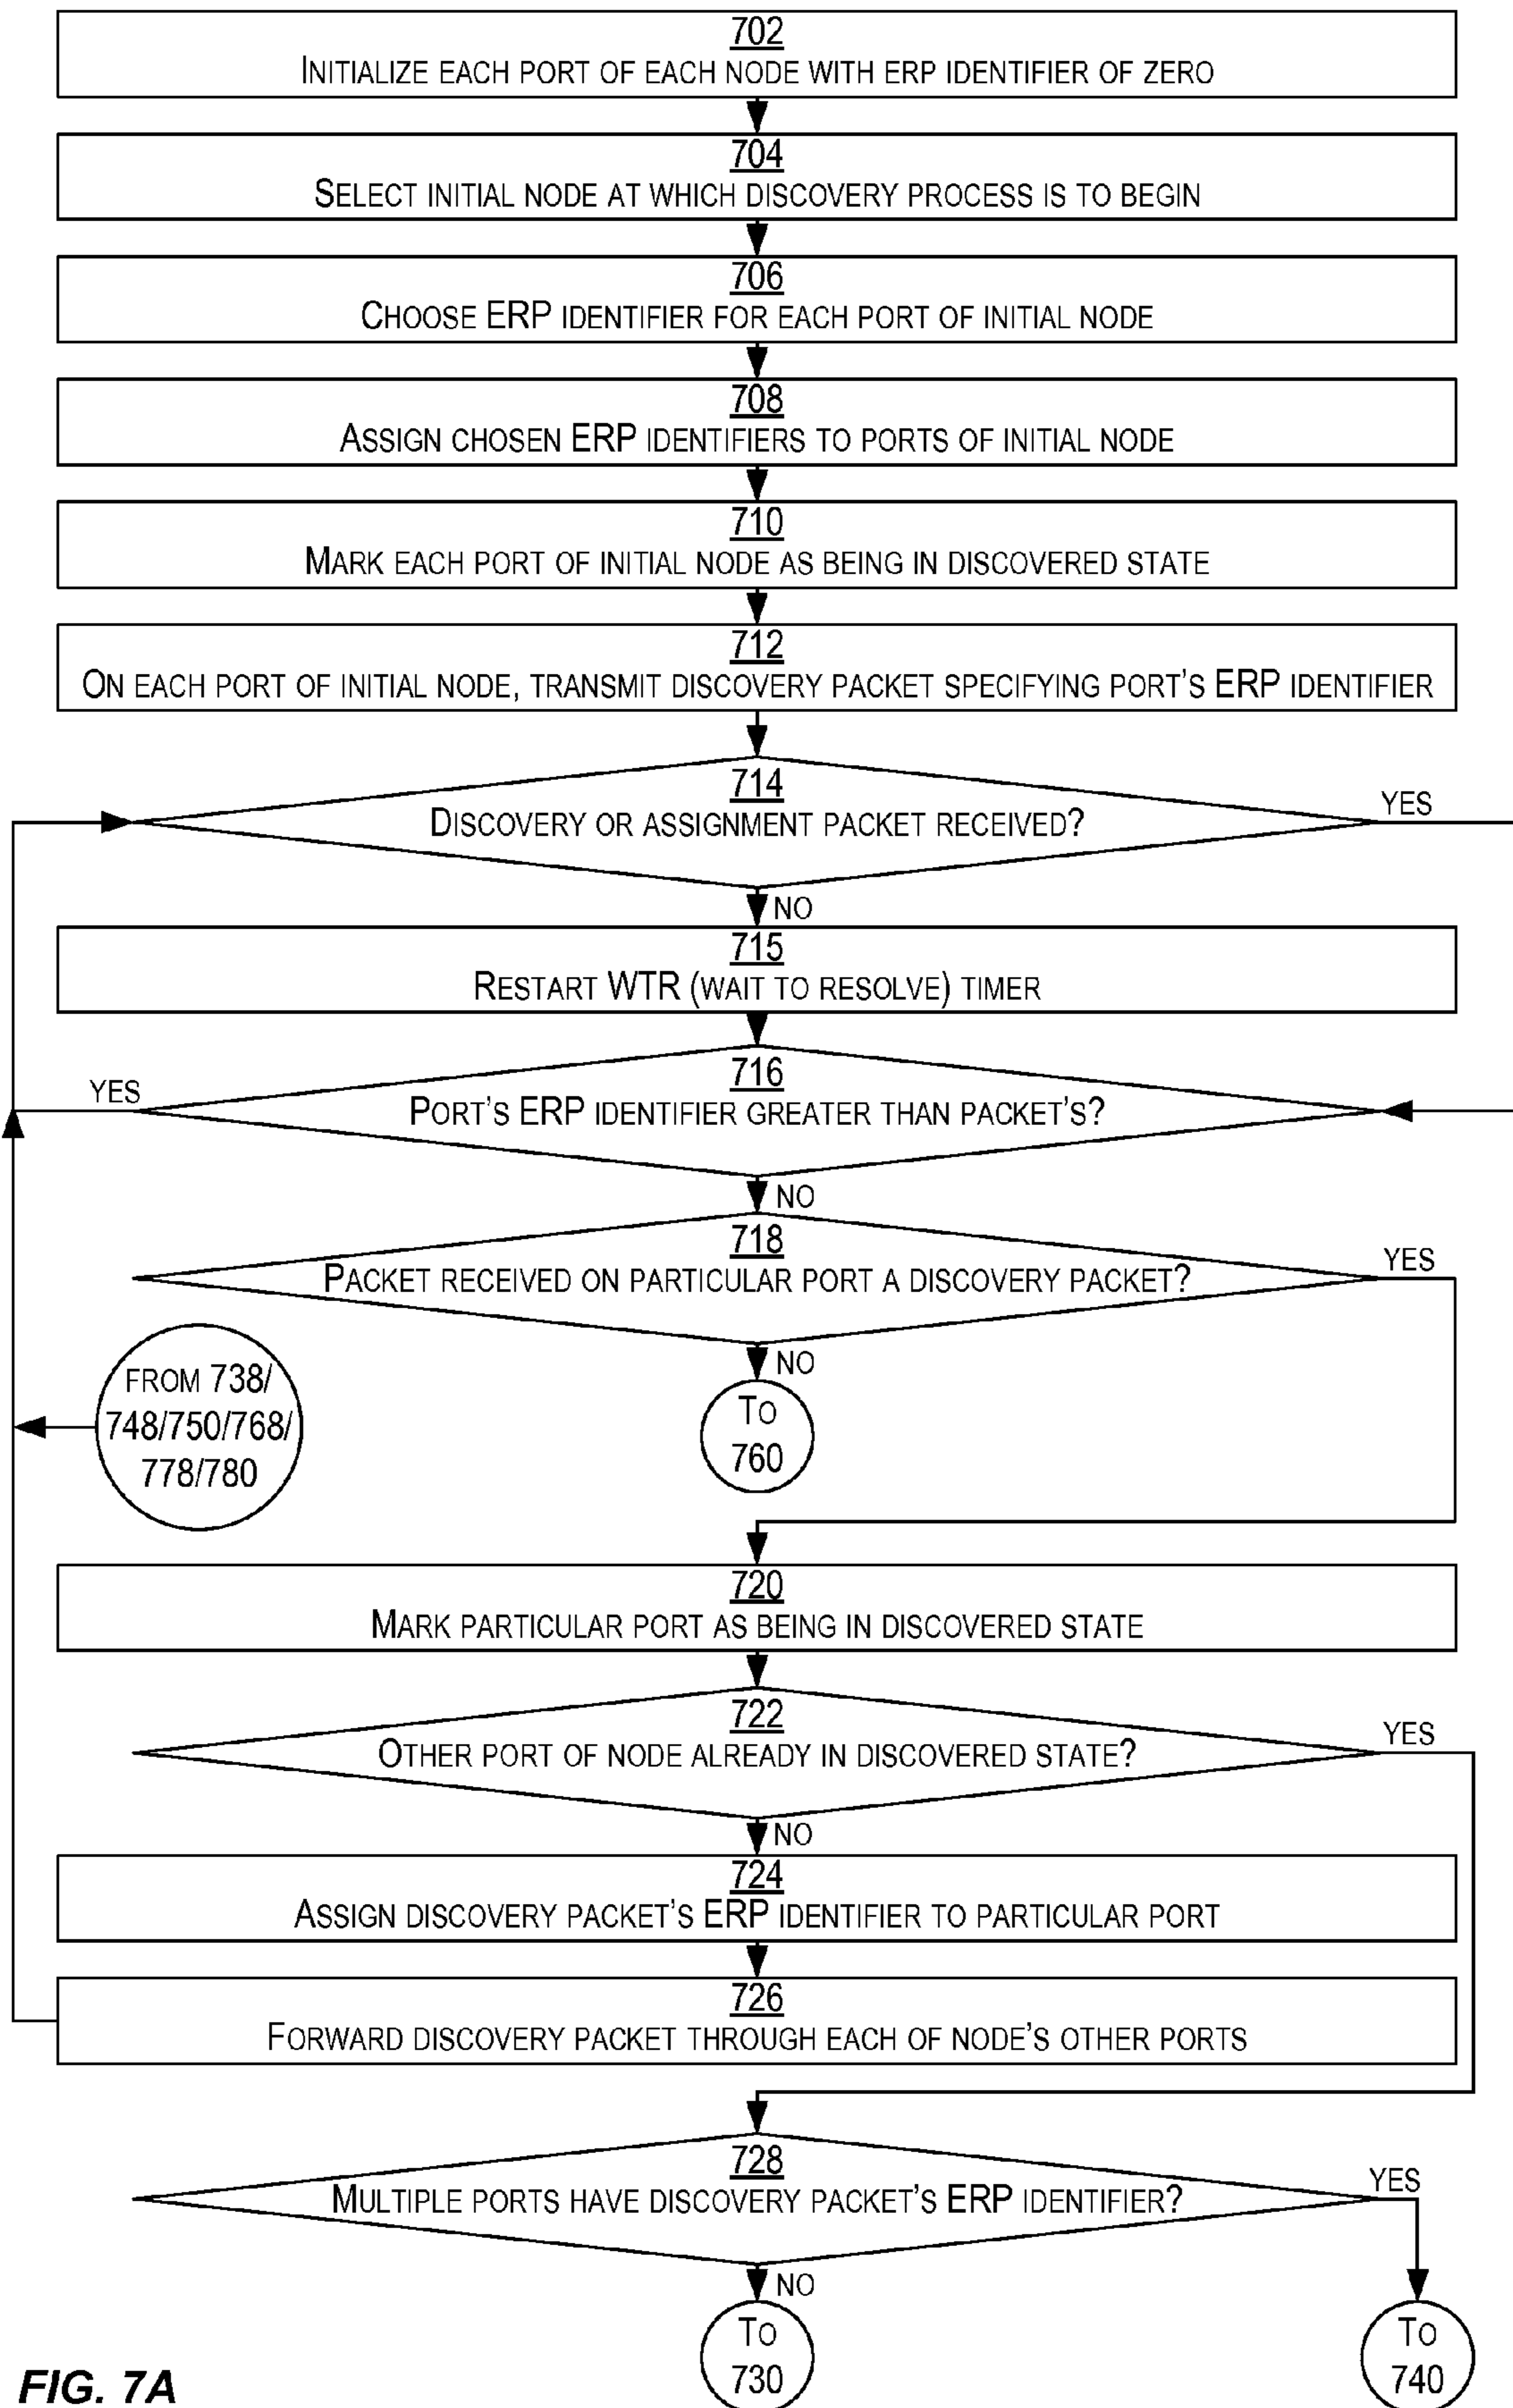 702
INITIALIZE EACH PORT OF EACH NODE WITH ERP IDENTIFIER OF ZERO
704
SELECT INITIAL NODE AT WHICH DISCOVERY PROCESS IS TO BEGIN
706
CHOOSE ERP IDENTIFIER FOR EACH PORT OF INITIAL NODE
708
ASSIGN CHOSEN ERP IDENTIFIERS TO PORTS OF INITIAL NODE
710
MARK EACH PORT OF INITIAL NODE AS BEING IN DISCOVERED STATE
712
ON EACH PORT OF INITIAL NODE, TRANSMIT DISCOVERY PACKET SPECIFYING PORT'S ERP IDENTIFIER
714
DISCOVERY OR ASSIGNMENT PACKET RECEIVED?
YES
NO
715
RESTART WTR (WAIT TO RESOLVE) TIMER
716
PORT'S ERP IDENTIFIER GREATER THAN PACKET'S?
YES
NO
718
PACKET RECEIVED ON PARTICULAR PORT A DISCOVERY PACKET?
YES
NO
FROM 738/
748/750/768/
778/780
TO
760
720
MARK PARTICULAR PORT AS BEING IN DISCOVERED STATE
722
OTHER PORT OF NODE ALREADY IN DISCOVERED STATE?
YES
NO
724
ASSIGN DISCOVERY PACKET'S ERP IDENTIFIER TO PARTICULAR PORT
726
FORWARD DISCOVERY PACKET THROUGH EACH OF NODE'S OTHER PORTS
728
MULTIPLE PORTS HAVE DISCOVERY PACKET'S ERP IDENTIFIER?
YES
NO
TO
730
TO
740
FIG. 7A